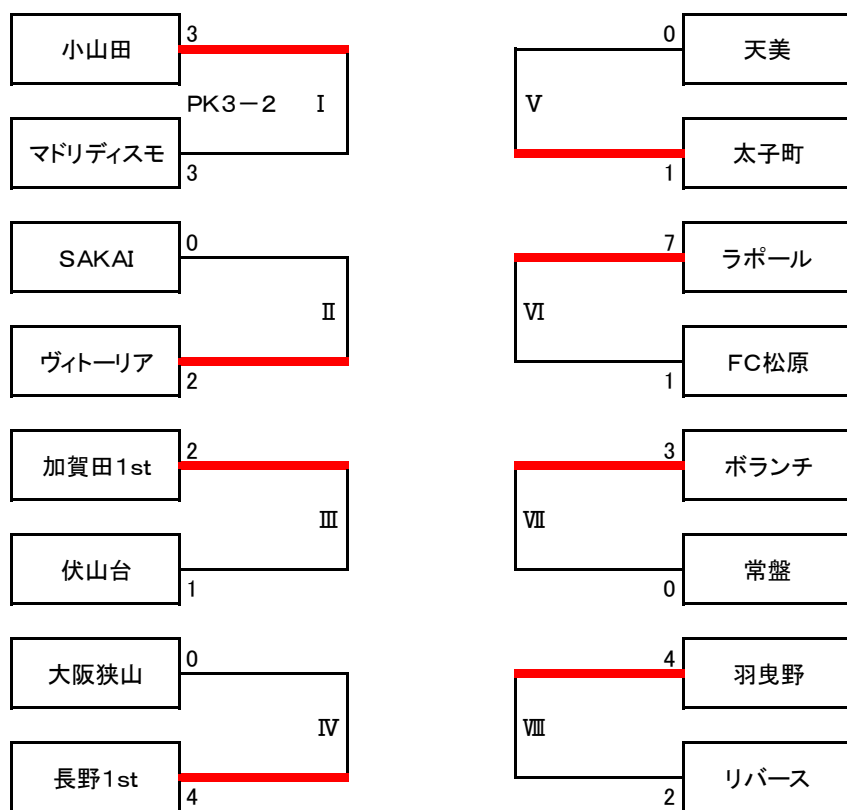 小山田
3
PK3-2 Ⅰ
マドリディスモ
3
SAKAI
0
Ⅱ
ヴィトーリア
2
加賀田1st
2
Ⅲ
伏山台
1
大阪狭山
0
Ⅳ
長野1st
4
0
天美
Ⅴ
太子町
1
7
ラポール
Ⅵ
FC松原
1
3
ボランチ
Ⅶ
常盤
0
4
羽曳野
Ⅷ
リバース
2